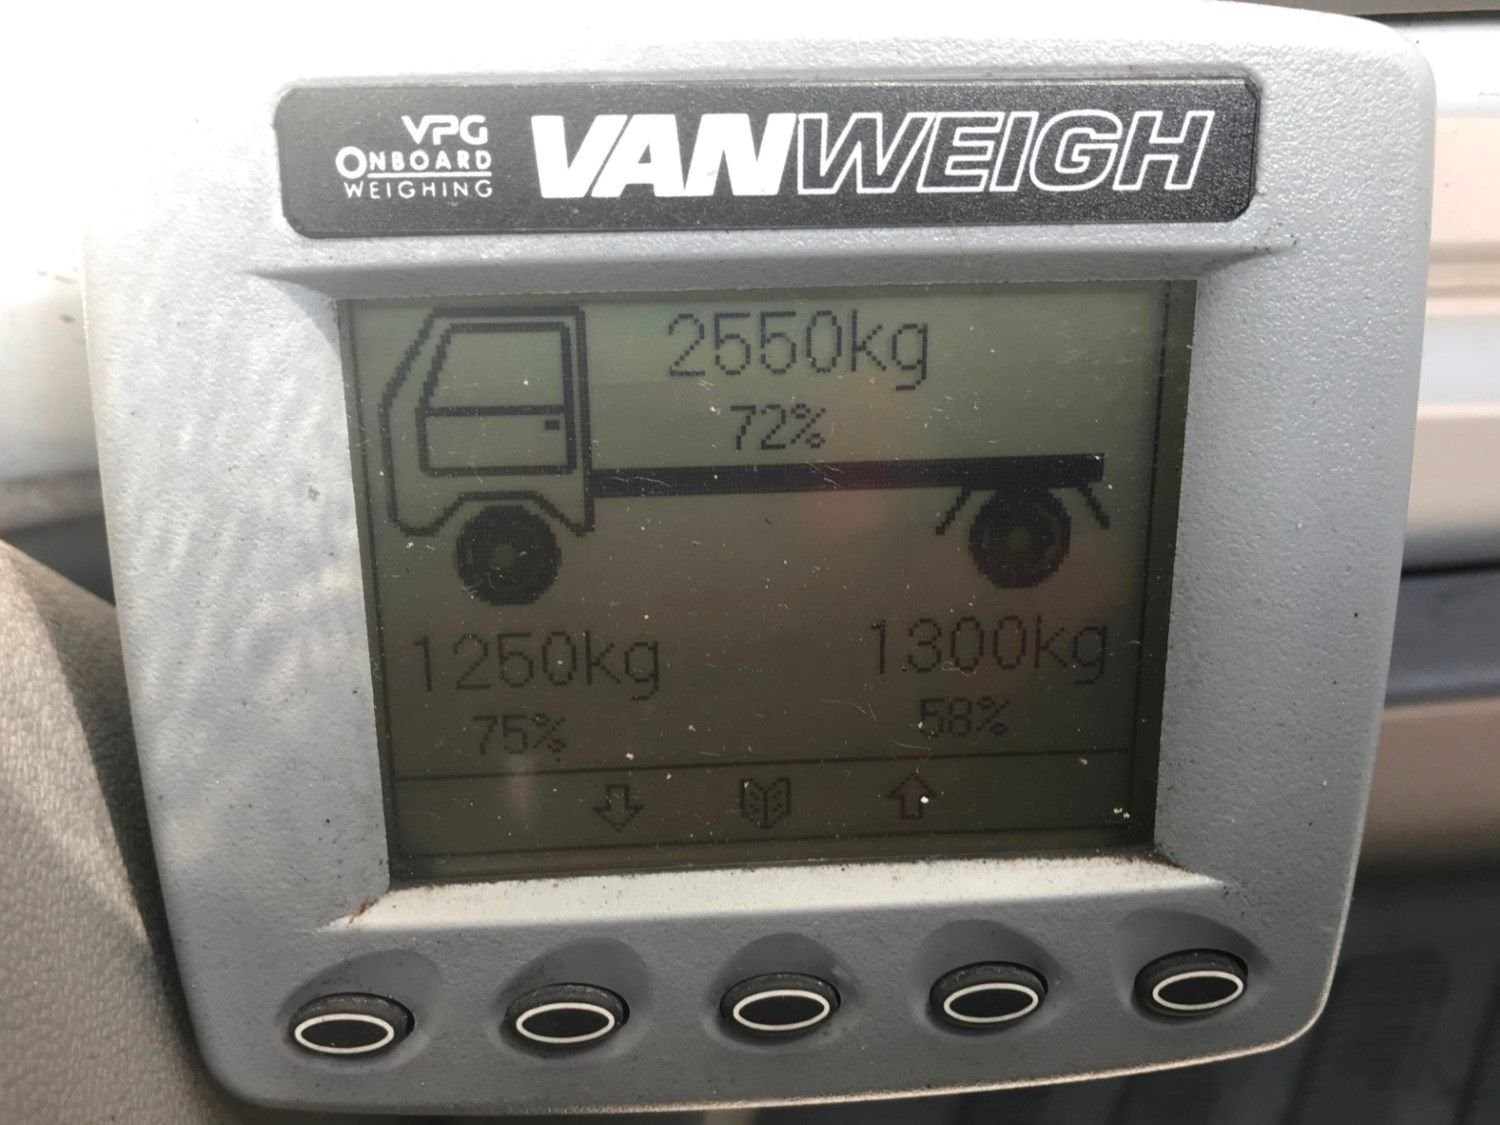 VPG
ONBOARD
WEIGHING
VANWEIGH
2550kg
72%
1250kg
1300kg
75%
58%